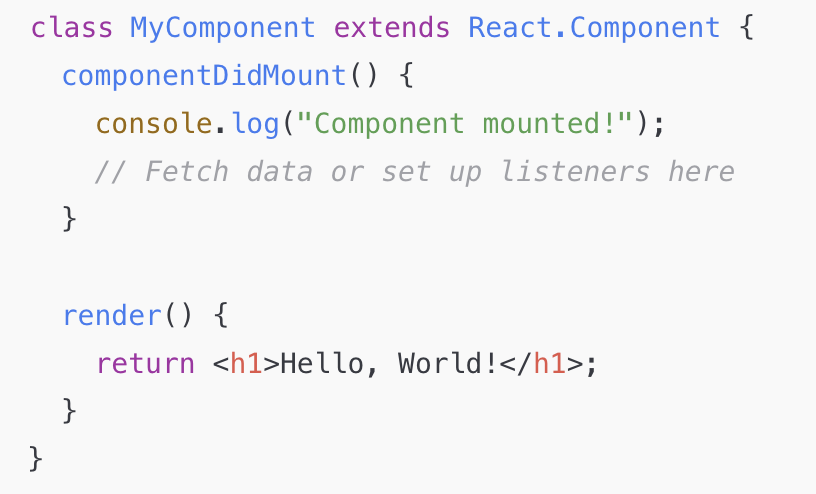 class MyComponent extends React.Component {
  componentDidMount() {
    console.log("Component mounted!");
    // Fetch data or set up listeners here
  }

  render() {
    return <h1>Hello, World!</h1>;
  }
}